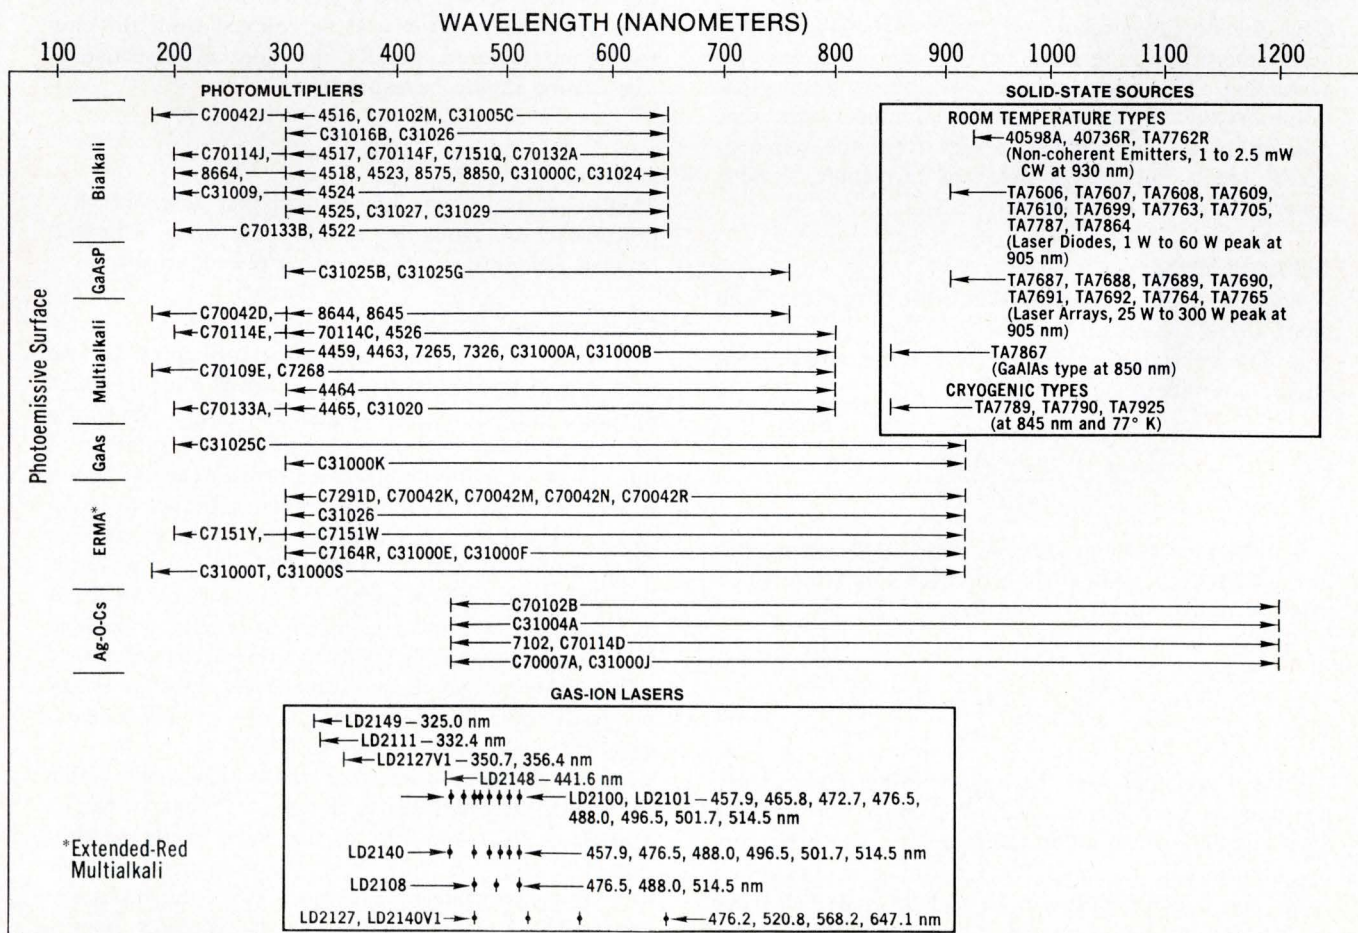 WAVELENGTH (NANOMETERS)
100 200 300 400 500 600 700 800 900 1000 1100 1200
PHOTOMULTIPLIERS
Photoemissive Surface
Bialkali
C70042J 4516, C70102M, C31005C
C31016B, C31026
C70114J, 4517, C70114F, C7151Q, C70132A
8664, 4518, 4523, 8575, 8850, C31000C, C31024
C31009, 4524
4525, C31027, C31029
C70133B, 4522
GaAsP
C31025B, C31025G
Multialkali
C70042D, 8644, 8645
C70114E, 70114C, 4526
4459, 4463, 7265, 7326, C31000A, C31000B
C70109E, C7268
4464
C70133A, 4465, C31020
GaAs
C31025C
C31000K
ERMA*
C7291D, C70042K, C70042M, C70042N, C70042R
C31026
C7151Y, C7151W
C7164R, C31000E, C31000F
C31000T, C31000S
Ag-O-Cs
C70102B
C31004A
7102, C70114D
C70007A, C31000J
SOLID-STATE SOURCES
ROOM TEMPERATURE TYPES
40598A, 40736R, TA7762R
(Non-coherent Emitters, 1 to 2.5 mW
CW at 930 nm)
TA7606, TA7607, TA7608, TA7609,
TA7610, TA7699, TA7763, TA7705,
TA7787, TA7864
(Laser Diodes, 1 W to 60 W peak at
905 nm)
TA7687, TA7688, TA7689, TA7690,
TA7691, TA7692, TA7764, TA7765
(Laser Arrays, 25 W to 300 W peak at
905 nm)
TA7867
(GaAlAs type at 850 nm)
CRYOGENIC TYPES
TA7789, TA7790, TA7925
(at 845 nm and 77° K)
GAS-ION LASERS
LD2149 – 325.0 nm
LD2111 – 332.4 nm
LD2127V1 – 350.7, 356.4 nm
LD2148 – 441.6 nm
LD2100, LD2101 – 457.9, 465.8, 472.7, 476.5,
488.0, 496.5, 501.7, 514.5 nm
LD2140 457.9, 476.5, 488.0, 496.5, 501.7, 514.5 nm
LD2108 476.5, 488.0, 514.5 nm
LD2127, LD2140V1 476.2, 520.8, 568.2, 647.1 nm
*Extended-Red
Multialkali